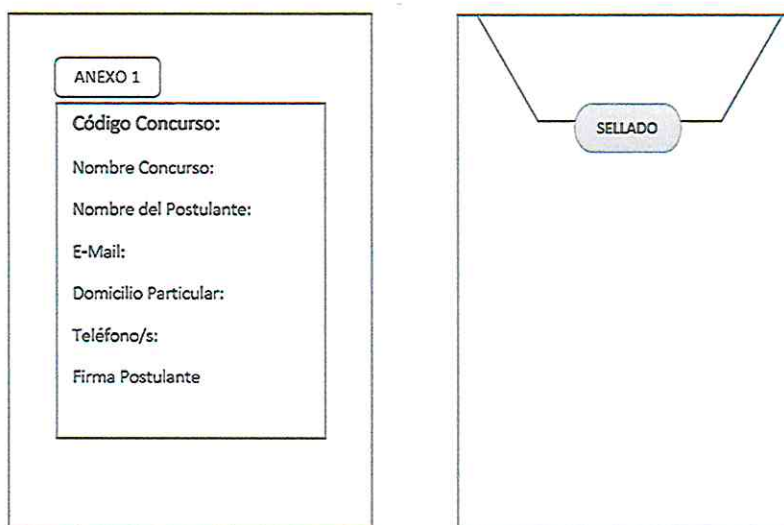 ANEXO 1
Código Concurso:
Nombre Concurso:
Nombre del Postulante:
E-Mail:
Domicilio Particular:
Teléfono/s:
Firma Postulante
SELLADO